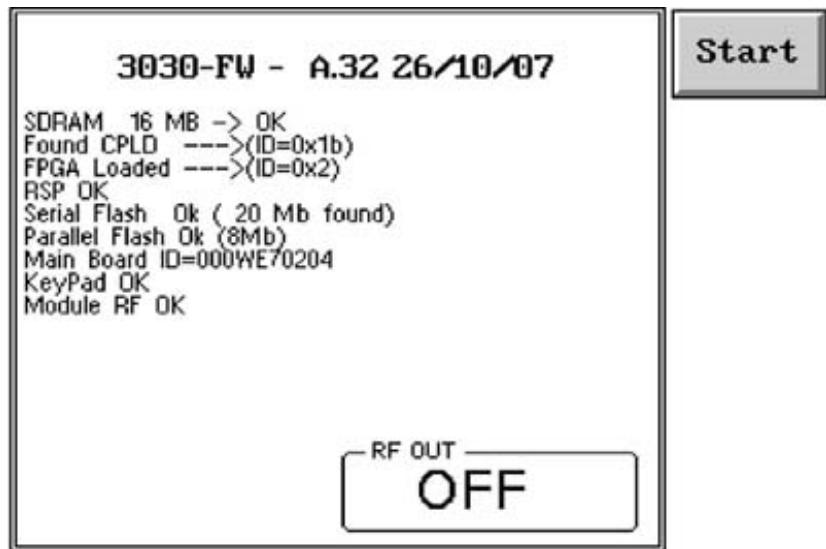 3030-FW - A.32 26/10/07
Start
SDRAM 16 MB -> OK
Found CPLD --->(ID=0x1b)
FPGA Loaded --->(ID=0x2)
RSP OK
Serial Flash Ok ( 20 Mb found)
Parallel Flash Ok (8Mb)
Main Board ID=000WE70204
KeyPad OK
Module RF OK
RF OUT
OFF